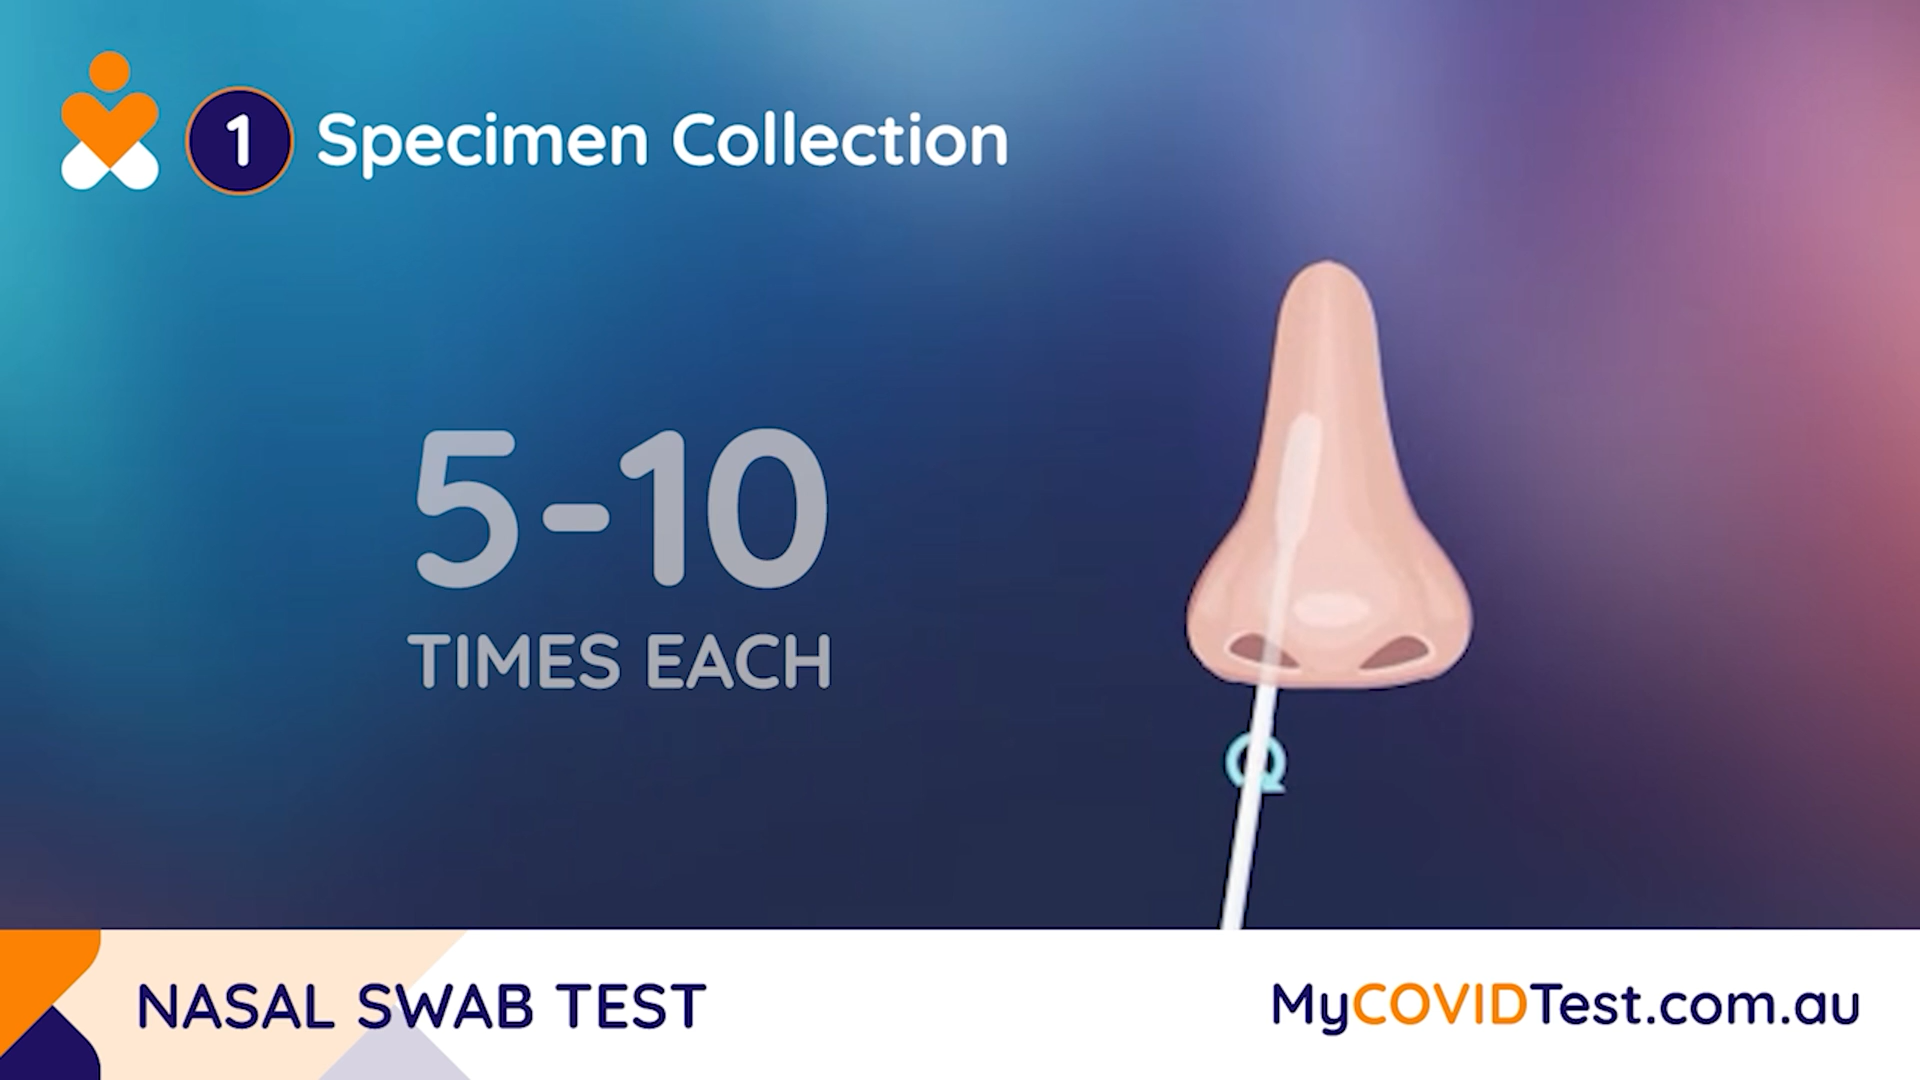 1 Specimen Collection
5-10
TIMES EACH
NASAL SWAB TEST
MyCOVIDTest.com.au